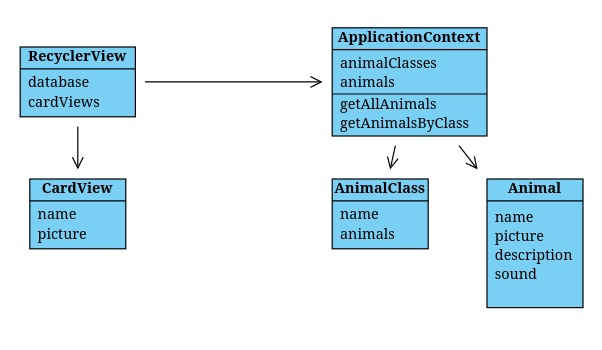 RecyclerView
database
cardViews
ApplicationContext
animalClasses
animals
getAllAnimals
getAnimalsByClass
CardView
name
picture
AnimalClass
name
animals
Animal
name
picture
description
sound